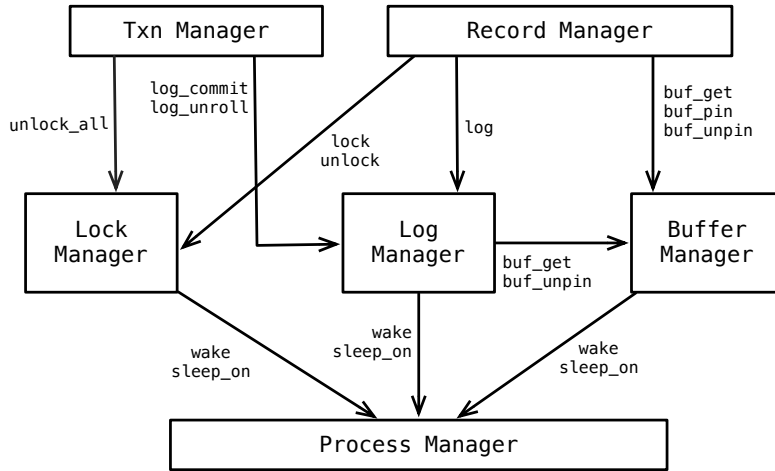 Txn Manager
Record Manager
log_commit
log_unroll
buf_get
buf_pin
buf_unpin
unlock_all
lock
unlock
log
Lock
Manager
Log
Manager
Buffer
Manager
buf_get
buf_unpin
wake
sleep_on
wake
sleep_on
wake
sleep_on
Process Manager